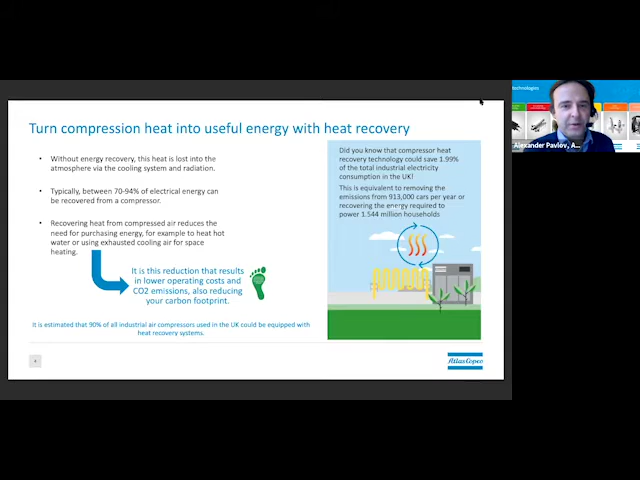 Turn compression heat into useful energy with heat recovery
• Without energy recovery, this heat is lost into the
atmosphere via the cooling system and radiation.
• Typically, between 70-94% of electrical energy can
be recovered from a compressor.
• Recovering heat from compressed air reduces the
need for purchasing energy, for example to heat hot
water or using exhausted cooling air for space
heating.
It is this reduction that results
in lower operating costs and
CO2 emissions, also reducing
your carbon footprint.
It is estimated that 90% of all industrial air compressors used in the UK could be equipped with
heat recovery systems.
Did you know that compressor heat
recovery technology could save 1.99%
of the total industrial electricity
consumption in the UK!
This is equivalent to removing the
emissions from 913,000 cars per year or
recovering the energy required to
power 1.544 million households
Atlas Copco
technologies
Alexander Pavlov, A...